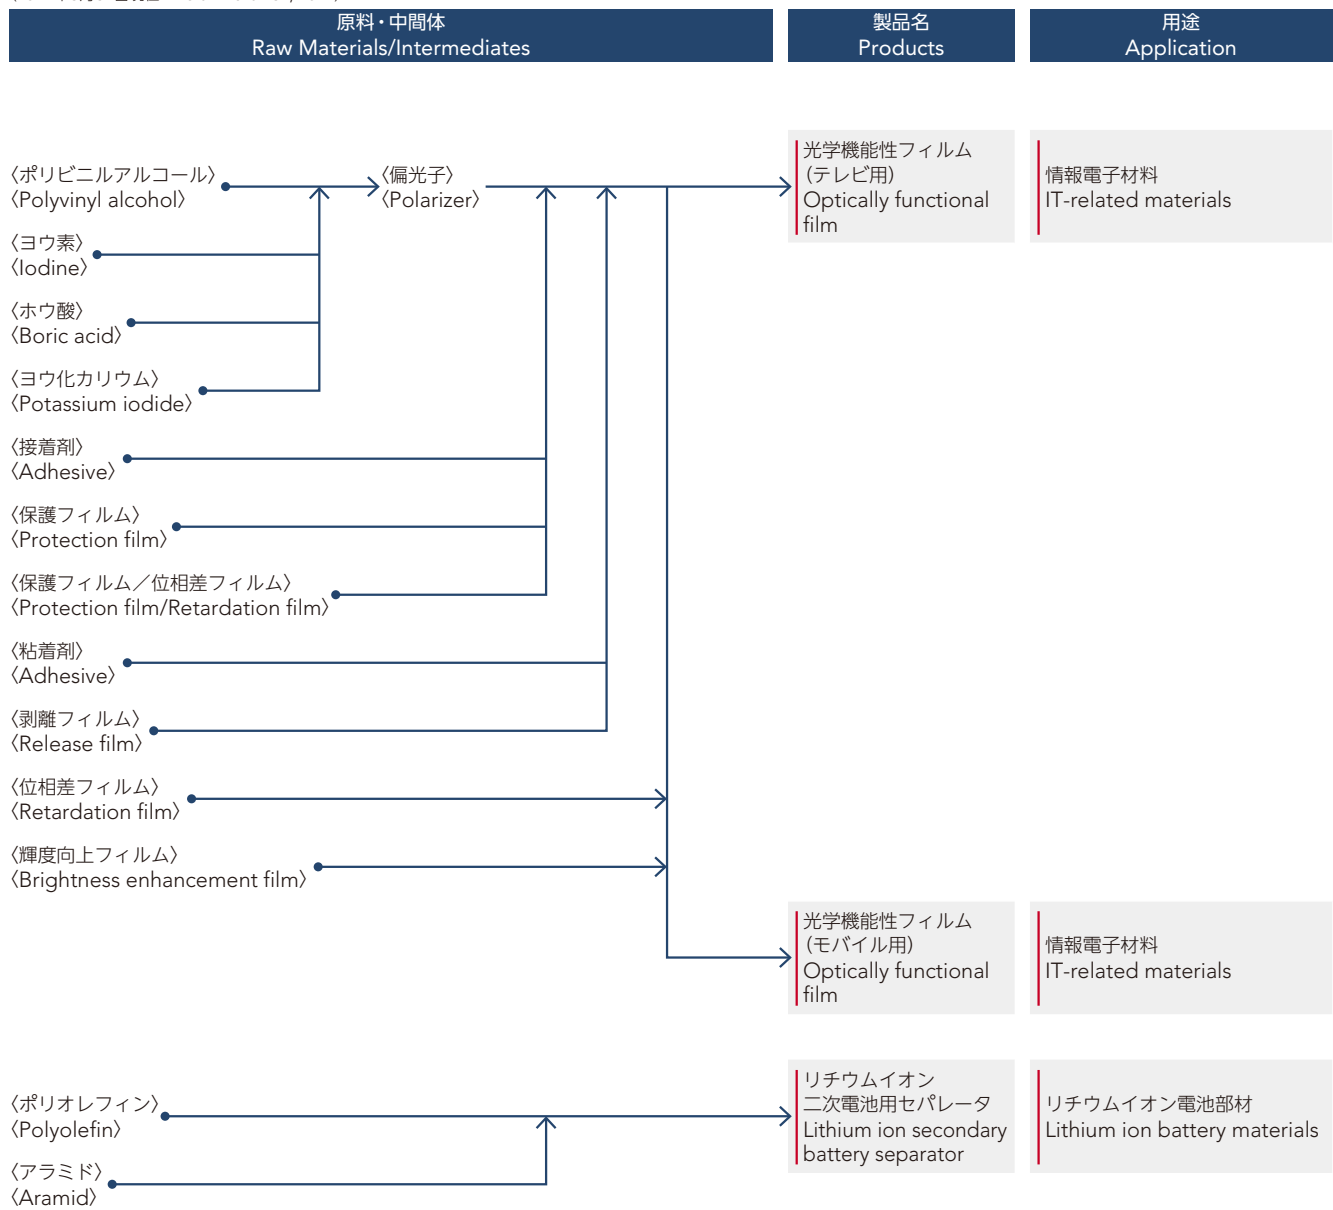 原料・中間体
Raw Materials/Intermediates
製品名
Products
用途
Application
〈ポリビニルアルコール〉
〈Polyvinyl alcohol〉
〈偏光子〉
〈Polarizer〉
光学機能性フィルム
(テレビ用)
Optically functional
film
情報電子材料
IT-related materials
〈ヨウ素〉
〈Iodine〉
〈ホウ酸〉
〈Boric acid〉
〈ヨウ化カリウム〉
〈Potassium iodide〉
〈接着剤〉
〈Adhesive〉
〈保護フィルム〉
〈Protection film〉
〈保護フィルム／位相差フィルム〉
〈Protection film/Retardation film〉
〈粘着剤〉
〈Adhesive〉
〈剥離フィルム〉
〈Release film〉
〈位相差フィルム〉
〈Retardation film〉
〈輝度向上フィルム〉
〈Brightness enhancement film〉
光学機能性フィルム
(モバイル用)
Optically functional
film
情報電子材料
IT-related materials
〈ポリオレフィン〉
〈Polyolefin〉
リチウムイオン
二次電池用セパレータ
Lithium ion secondary
battery separator
リチウムイオン電池部材
Lithium ion battery materials
〈アラミド〉
〈Aramid〉